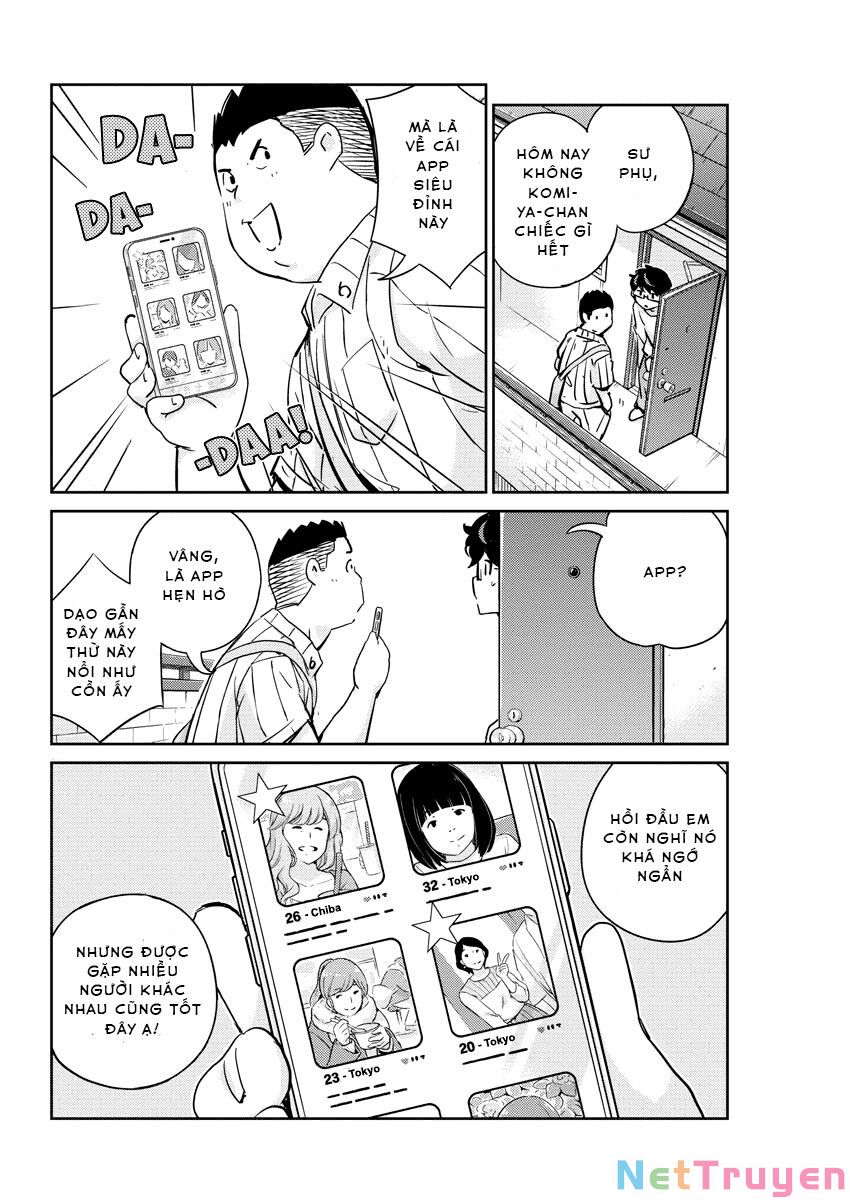 SƯ
PHỤ,
HÔM NAY
KHÔNG
KOMI-
YA-CHAN
CHIẾC GÌ
HẾT
MÀ LÀ
VỀ CÁI
APP
SIÊU
ĐỈNH
NÀY
DA-
DA-
-DAA!
APP?
VÂNG,
LÀ APP
HẸN HÒ
DẠO GẦN
ĐÂY MẤY
THỨ NÀY
NỔI NHƯ
CỒN ẤY
HỒI ĐẦU EM
CÒN NGHĨ NÓ
KHÁ NGỚ
NGẨN
26 - Chiba
32 - Tokyo
23 - Tokyo
20 - Tokyo
NHƯNG ĐƯỢC
GẶP NHIỀU
NGƯỜI KHÁC
NHAU CŨNG TỐT
ĐẤY Ạ!
NetTruyen